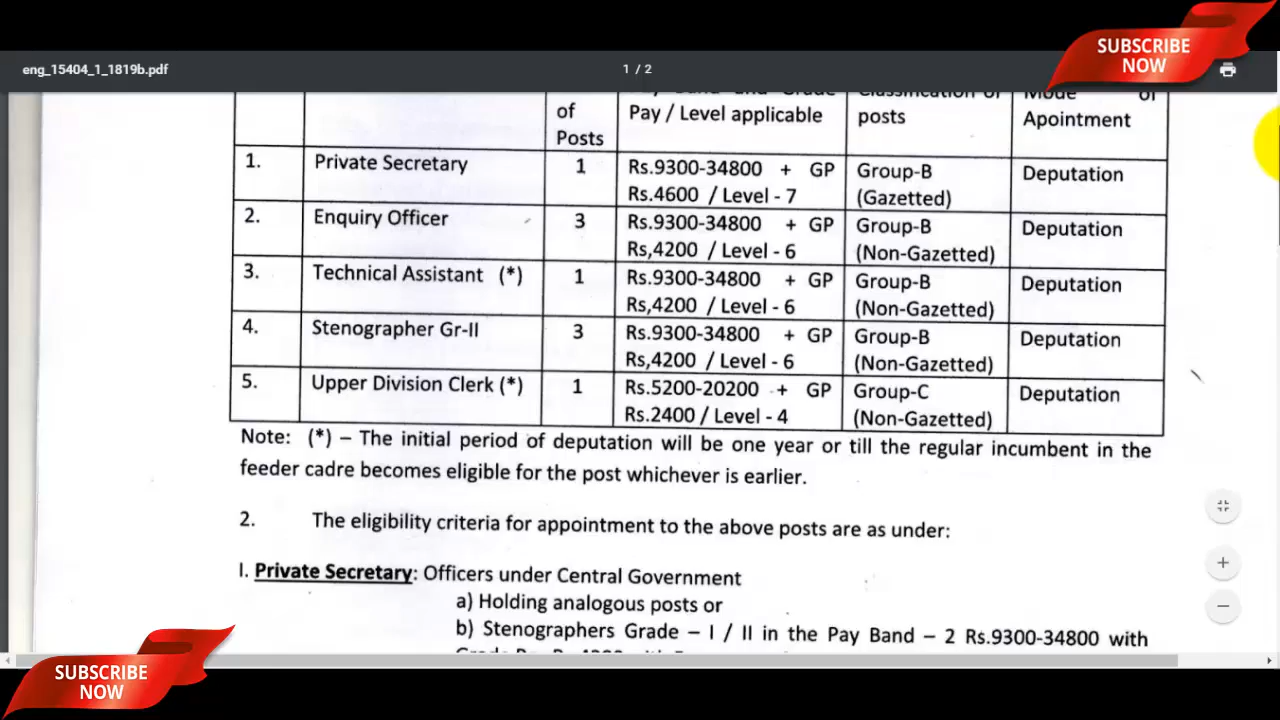 SUBSCRIBE
NOW
eng_15404_1_1819b.pdf
1 / 2
of
Posts
Pay / Level applicable
Classification of
posts
Mode of
Apointment
1. Private Secretary 1 Rs.9300-34800 + GP Group-B Deputation
Rs.4600 / Level - 7 (Gazetted)
2. Enquiry Officer 3 Rs.9300-34800 + GP Group-B Deputation
Rs,4200 / Level - 6 (Non-Gazetted)
3. Technical Assistant (*) 1 Rs.9300-34800 + GP Group-B Deputation
Rs,4200 / Level - 6 (Non-Gazetted)
4. Stenographer Gr-II 3 Rs.9300-34800 + GP Group-B Deputation
Rs,4200 / Level - 6 (Non-Gazetted)
5. Upper Division Clerk (*) 1 Rs.5200-20200 + GP Group-C Deputation
Rs.2400 / Level - 4 (Non-Gazetted)
Note: (*) – The initial period of deputation will be one year or till the regular incumbent in the
feeder cadre becomes eligible for the post whichever is earlier.
2. The eligibility criteria for appointment to the above posts are as under:
I. Private Secretary: Officers under Central Government
a) Holding analogous posts or
b) Stenographers Grade – I / II in the Pay Band – 2 Rs.9300-34800 with
SUBSCRIBE
NOW